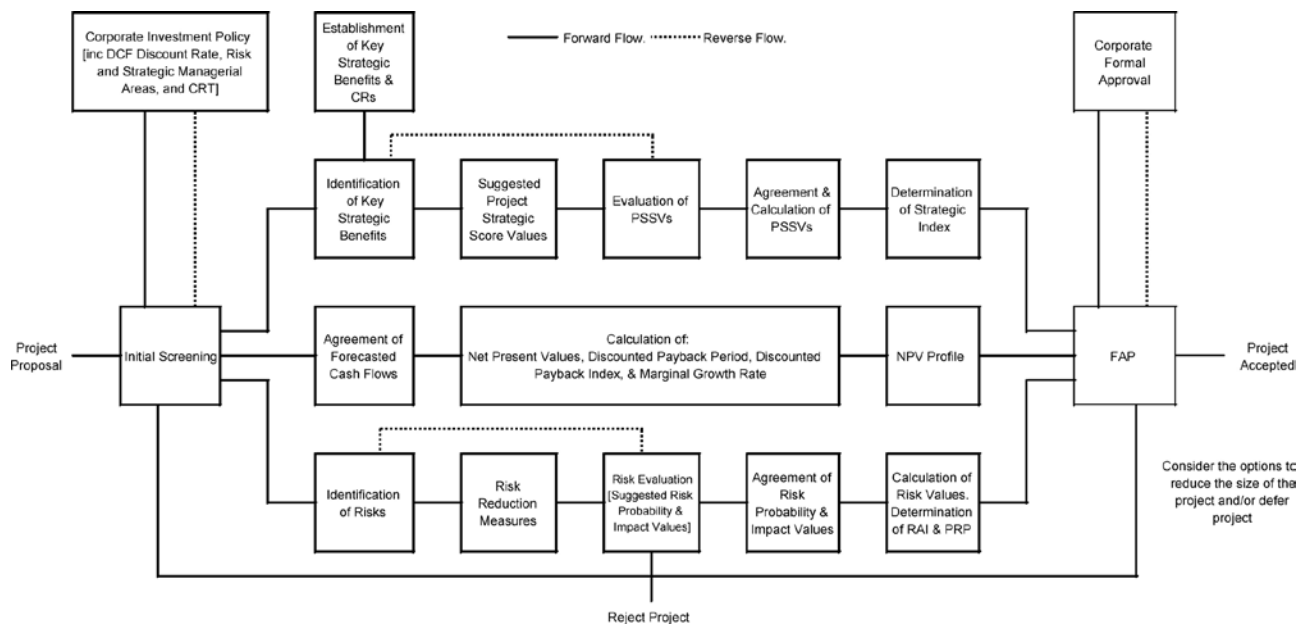 Corporate Investment Policy
[inc DCF Discount Rate, Risk
and Strategic Managerial
Areas, and CRT]
Establishment
of Key
Strategic
Benefits &
CRs
Forward Flow.
Reverse Flow.
Corporate
Formal
Approval
Identification
of Key
Strategic
Benefits
Suggested
Project
Strategic
Score Values
Evaluation of
PSSVs
Agreement &
Calculation of
PSSVs
Determination
of Strategic
Index
Project
Proposal
Initial Screening
Agreement of
Forecasted
Cash Flows
Calculation of:
Net Present Values, Discounted Payback Period, Discounted
Payback Index, & Marginal Growth Rate
NPV Profile
FAP
Project
Accepted
Identification
of Risks
Risk
Reduction
Measures
Risk Evaluation
[Suggested Risk
Probability &
Impact Values]
Agreement of
Risk
Probability &
Impact Values
Calculation of
Risk Values.
Determination
of RAI & PRP
Consider the options to
reduce the size of the
project and/or defer
project
Reject Project